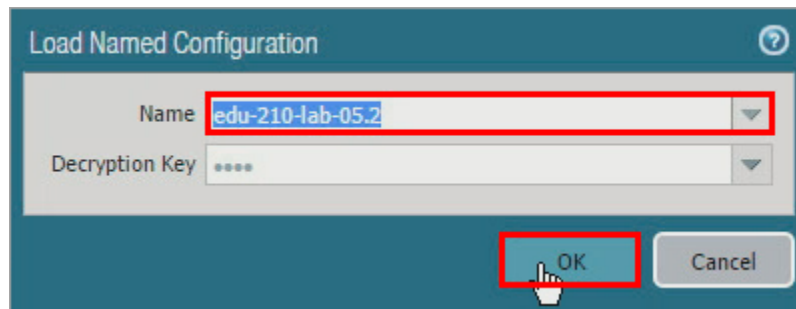 Load Named Configuration ?
Name edu-210-lab-05.2
Decryption Key ••••
OK Cancel